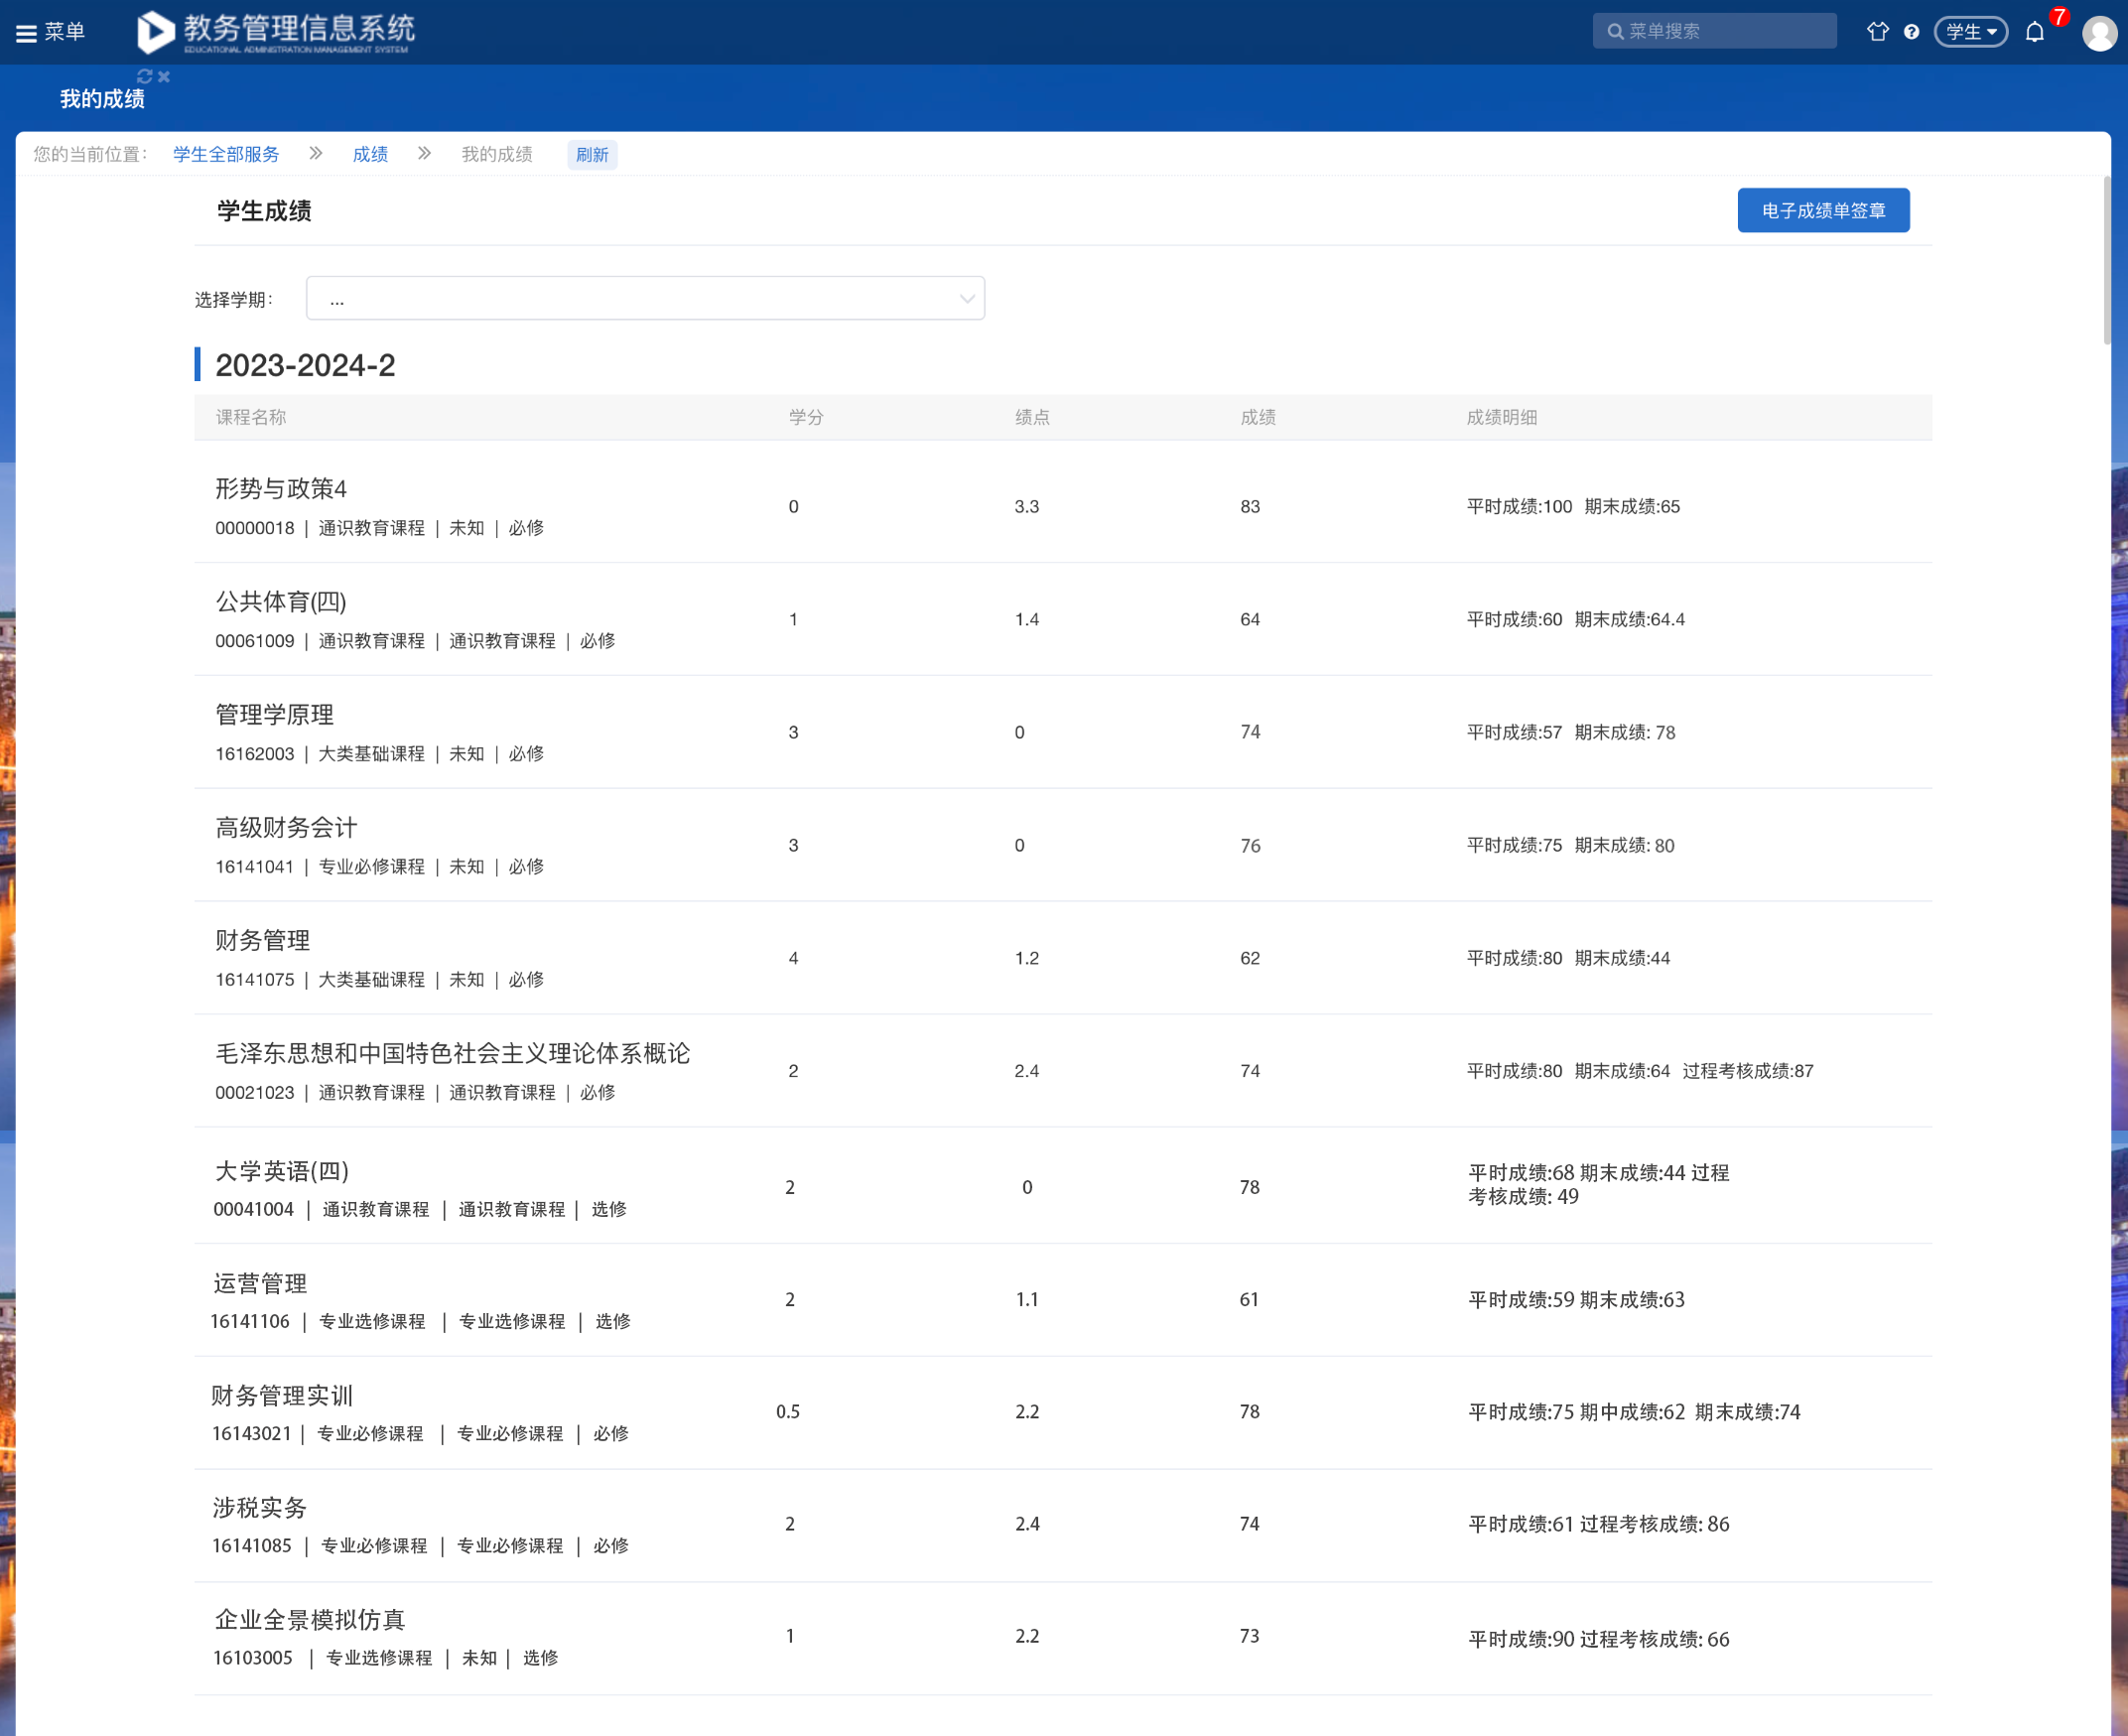 菜单
教务管理信息系统
EDUCATIONAL ADMINISTRATION MANAGEMENT SYSTEM
菜单搜索
学生
7
我的成绩
您的当前位置: 学生全部服务 » 成绩 » 我的成绩 刷新
学生成绩
电子成绩单签章
选择学期: ...
2023-2024-2
课程名称 学分 绩点 成绩 成绩明细
形势与政策4
00000018 | 通识教育课程 | 未知 | 必修
0 3.3 83 平时成绩:100 期末成绩:65
公共体育(四)
00061009 | 通识教育课程 | 通识教育课程 | 必修
1 1.4 64 平时成绩:60 期末成绩:64.4
管理学原理
16162003 | 大类基础课程 | 未知 | 必修
3 0 74 平时成绩:57 期末成绩: 78
高级财务会计
16141041 | 专业必修课程 | 未知 | 必修
3 0 76 平时成绩:75 期末成绩: 80
财务管理
16141075 | 大类基础课程 | 未知 | 必修
4 1.2 62 平时成绩:80 期末成绩:44
毛泽东思想和中国特色社会主义理论体系概论
00021023 | 通识教育课程 | 通识教育课程 | 必修
2 2.4 74 平时成绩:80 期末成绩:64 过程考核成绩:87
大学英语(四)
00041004 | 通识教育课程 | 通识教育课程 | 选修
2 0 78 平时成绩:68 期末成绩:44 过程
考核成绩: 49
运营管理
16141106 | 专业选修课程 | 专业选修课程 | 选修
2 1.1 61 平时成绩:59 期末成绩:63
财务管理实训
16143021 | 专业必修课程 | 专业必修课程 | 必修
0.5 2.2 78 平时成绩:75 期中成绩:62 期末成绩:74
涉税实务
16141085 | 专业必修课程 | 专业必修课程 | 必修
2 2.4 74 平时成绩:61 过程考核成绩: 86
企业全景模拟仿真
16103005 | 专业选修课程 | 未知 | 选修
1 2.2 73 平时成绩:90 过程考核成绩: 66